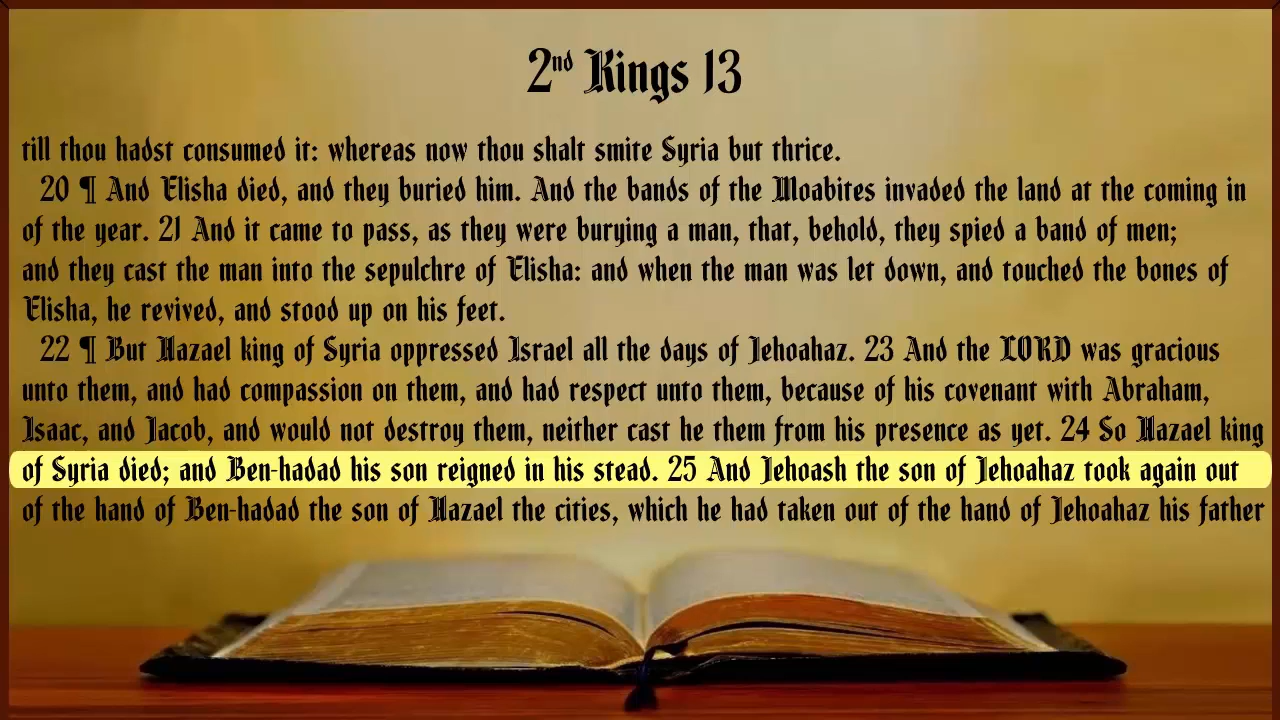 2nd Kings 13
till thou hadst consumed it: whereas now thou shalt smite Syria but thrice.
20 ¶ And Elisha died, and they buried him. And the bands of the Moabites invaded the land at the coming in
of the year. 21 And it came to pass, as they were burying a man, that, behold, they spied a band of men;
and they cast the man into the sepulchre of Elisha: and when the man was let down, and touched the bones of
Elisha, he revived, and stood up on his feet.
22 ¶ But Hazael king of Syria oppressed Israel all the days of Jehoahaz. 23 And the LORD was gracious
unto them, and had compassion on them, and had respect unto them, because of his covenant with Abraham,
Isaac, and Jacob, and would not destroy them, neither cast he them from his presence as yet. 24 So Hazael king
of Syria died; and Ben-hadad his son reigned in his stead. 25 And Jehoash the son of Jehoahaz took again out
of the hand of Ben-hadad the son of Hazael the cities, which he had taken out of the hand of Jehoahaz his father